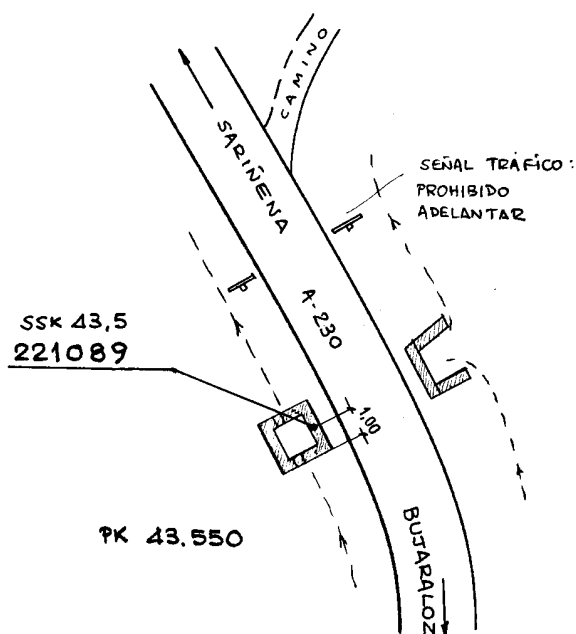 CAMINO
SARIÑENA
SEÑAL TRÁFICO:
PROHIBIDO
ADELANTAR
A-230
SSK 43,5
221089
1,00
PK 43.550
BUJARALOZ